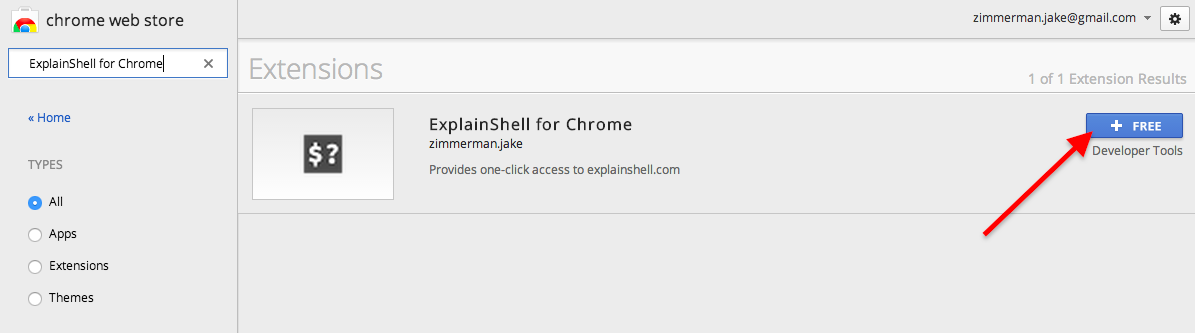 chrome web store
zimmerman.jake@gmail.com
ExplainShell for Chrome
Extensions
1 of 1 Extension Results
« Home
TYPES
All
Apps
Extensions
Themes
$?
ExplainShell for Chrome
zimmerman.jake
Provides one-click access to explainshell.com
+ FREE
Developer Tools